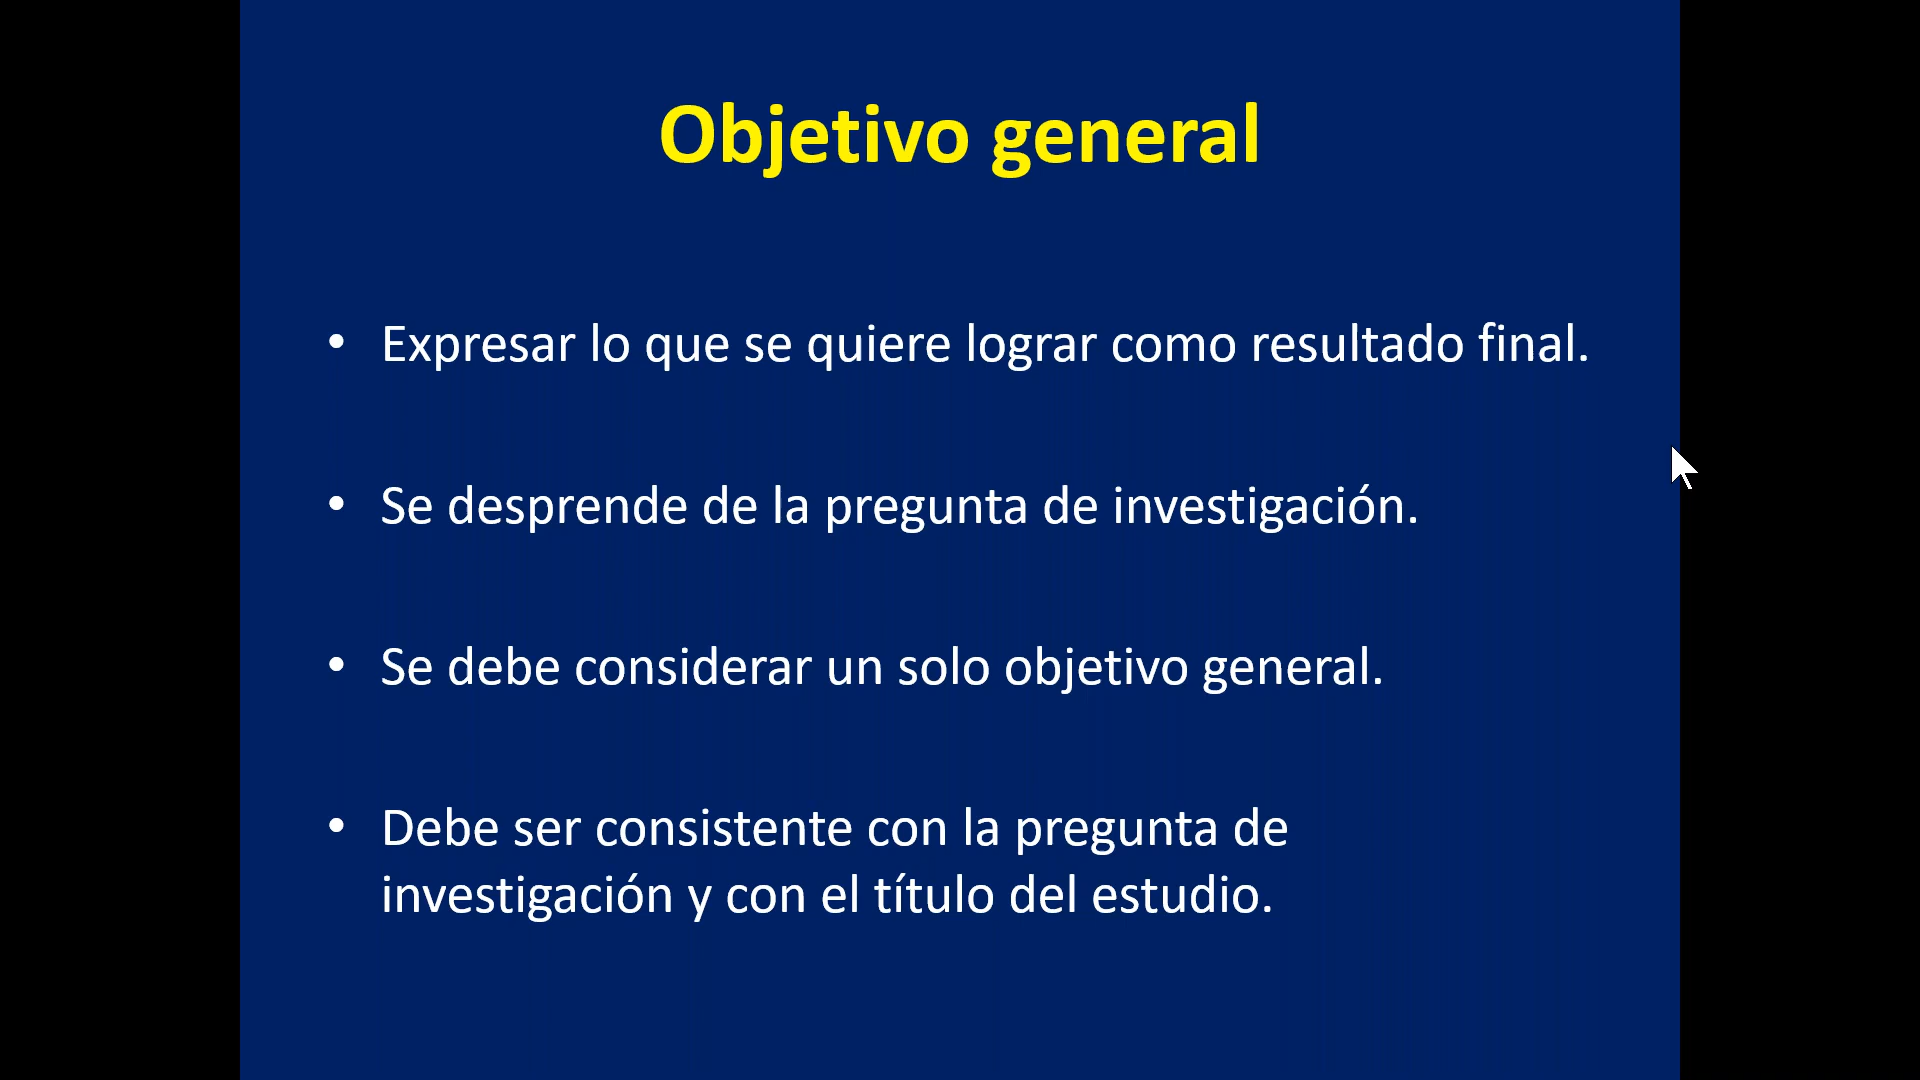 Objetivo general
• Expresar lo que se quiere lograr como resultado final.
• Se desprende de la pregunta de investigación.
• Se debe considerar un solo objetivo general.
• Debe ser consistente con la pregunta de
investigación y con el título del estudio.